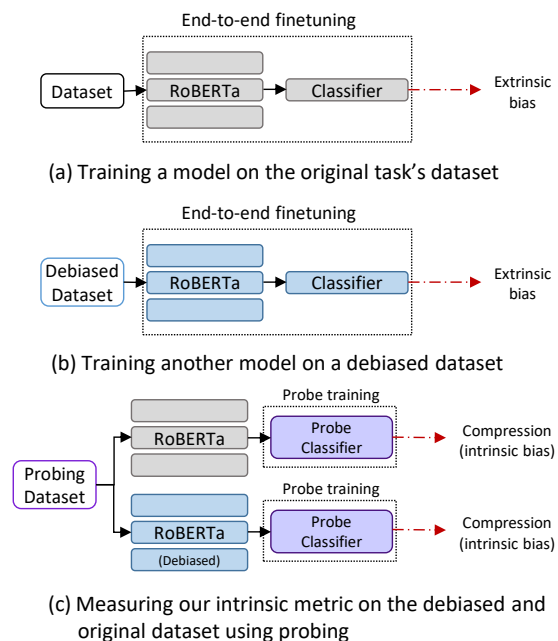 End-to-end finetuning
Dataset
RoBERTa
Classifier
Extrinsic
bias
(a) Training a model on the original task's dataset
End-to-end finetuning
Debiased
Dataset
RoBERTa
Classifier
Extrinsic
bias
(b) Training another model on a debiased dataset
Probe training
RoBERTa
Probe
Classifier
Compression
(intrinsic bias)
Probing
Dataset
Probe training
RoBERTa
(Debiased)
Probe
Classifier
Compression
(intrinsic bias)
(c) Measuring our intrinsic metric on the debiased and
original dataset using probing